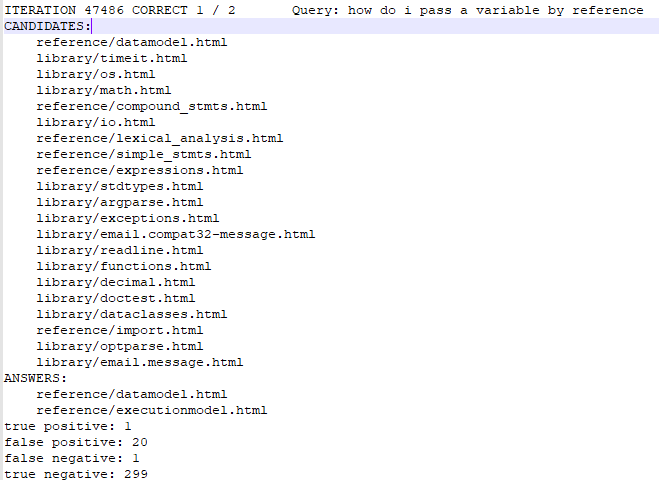 ITERATION 47486 CORRECT 1 / 2 Query: how do i pass a variable by reference
CANDIDATES:
reference/datamodel.html
library/timeit.html
library/os.html
library/math.html
reference/compound_stmts.html
library/io.html
reference/lexical_analysis.html
reference/simple_stmts.html
reference/expressions.html
library/stdtypes.html
library/argparse.html
library/exceptions.html
library/email.compat32-message.html
library/readline.html
library/functions.html
library/decimal.html
library/doctest.html
library/dataclasses.html
reference/import.html
library/optparse.html
library/email.message.html
ANSWERS:
reference/datamodel.html
reference/executionmodel.html
true positive: 1
false positive: 20
false negative: 1
true negative: 299